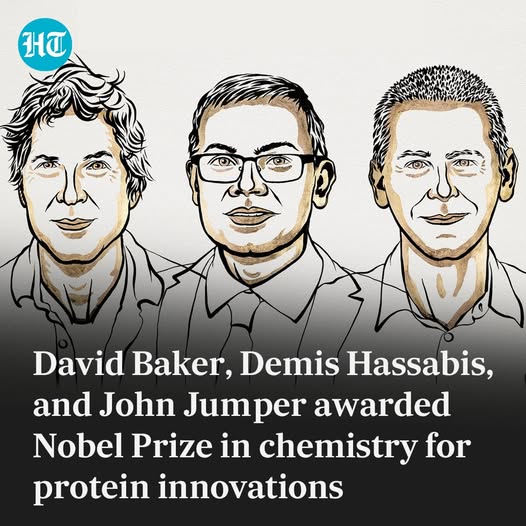 HT
David Baker, Demis Hassabis,
and John Jumper awarded
Nobel Prize in chemistry for
protein innovations